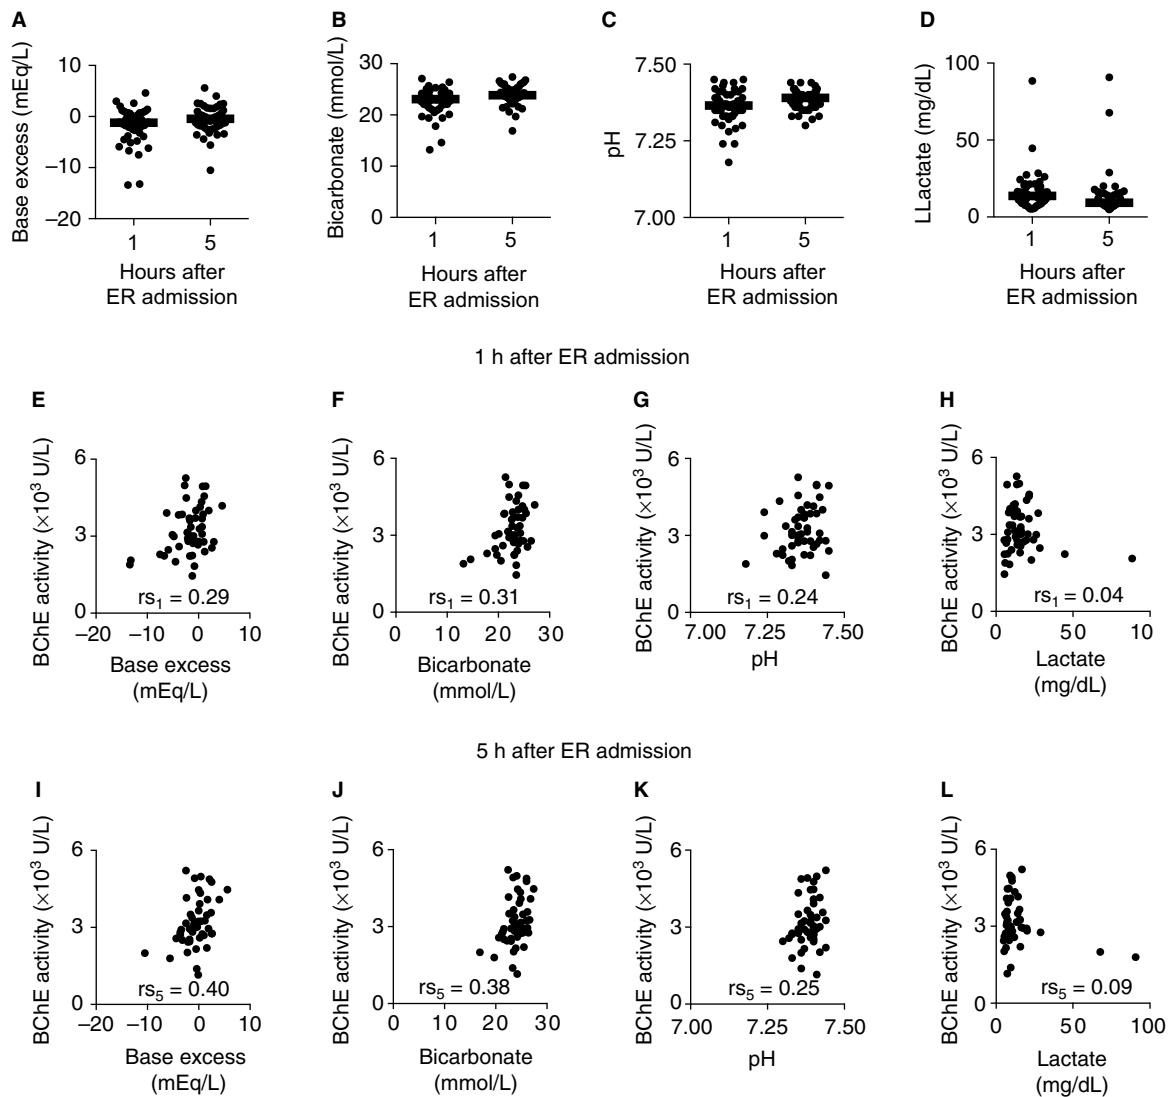 A
Base excess (mEq/L)
10
0
–10
–20
1
5
Hours after
ER admission
B
Bicarbonate (mmol/L)
30
20
10
0
1
5
Hours after
ER admission
C
pH
7.50
7.25
7.00
1
5
Hours after
ER admission
D
LLactate (mg/dL)
100
50
0
1
5
Hours after
ER admission
1 h after ER admission
E
BChE activity (×10³ U/L)
6
3
0
rs₁ = 0.29
–20 –10 0 10
Base excess
(mEq/L)
F
BChE activity (×10³ U/L)
6
3
0
rs₁ = 0.31
0 10 20 30
Bicarbonate
(mmol/L)
G
BChE activity (×10³ U/L)
6
3
0
rs₁ = 0.24
7.00 7.25 7.50
pH
H
BChE activity (×10³ U/L)
6
3
0
rs₁ = 0.04
0 50 10
Lactate
(mg/dL)
5 h after ER admission
I
BChE activity (×10³ U/L)
6
3
0
rs₅ = 0.40
–20 –10 0 10
Base excess
(mEq/L)
J
BChE activity (×10³ U/L)
6
3
0
rs₅ = 0.38
0 10 20 30
Bicarbonate
(mmol/L)
K
BChE activity (×10³ U/L)
6
3
0
rs₅ = 0.25
7.00 7.25 7.50
pH
L
BChE activity (×10³ U/L)
6
3
0
rs₅ = 0.09
0 50 100
Lactate
(mg/dL)